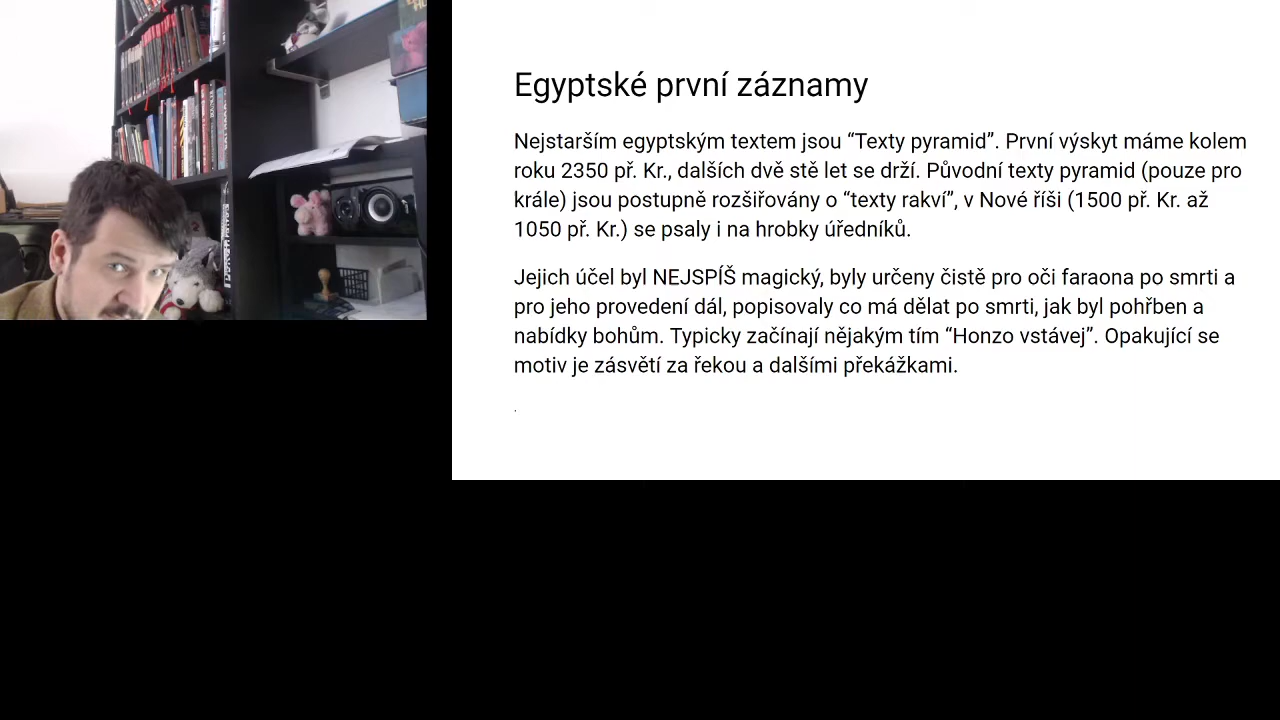 Egyptské první záznamy
Nejstarším egyptským textem jsou “Texty pyramid”. První výskyt máme kolem
roku 2350 př. Kr., dalších dvě stě let se drží. Původní texty pyramid (pouze pro
krále) jsou postupně rozšiřovány o “texty rakví”, v Nové říši (1500 př. Kr. až
1050 př. Kr.) se psaly i na hrobky úředníků.
Jejich účel byl NEJSPÍŠ magický, byly určeny čistě pro oči faraona po smrti a
pro jeho provedení dál, popisovaly co má dělat po smrti, jak byl pohřben a
nabídky bohům. Typicky začínají nějakým tím “Honzo vstávej”. Opakující se
motiv je zásvětí za řekou a dalšími překážkami.
.